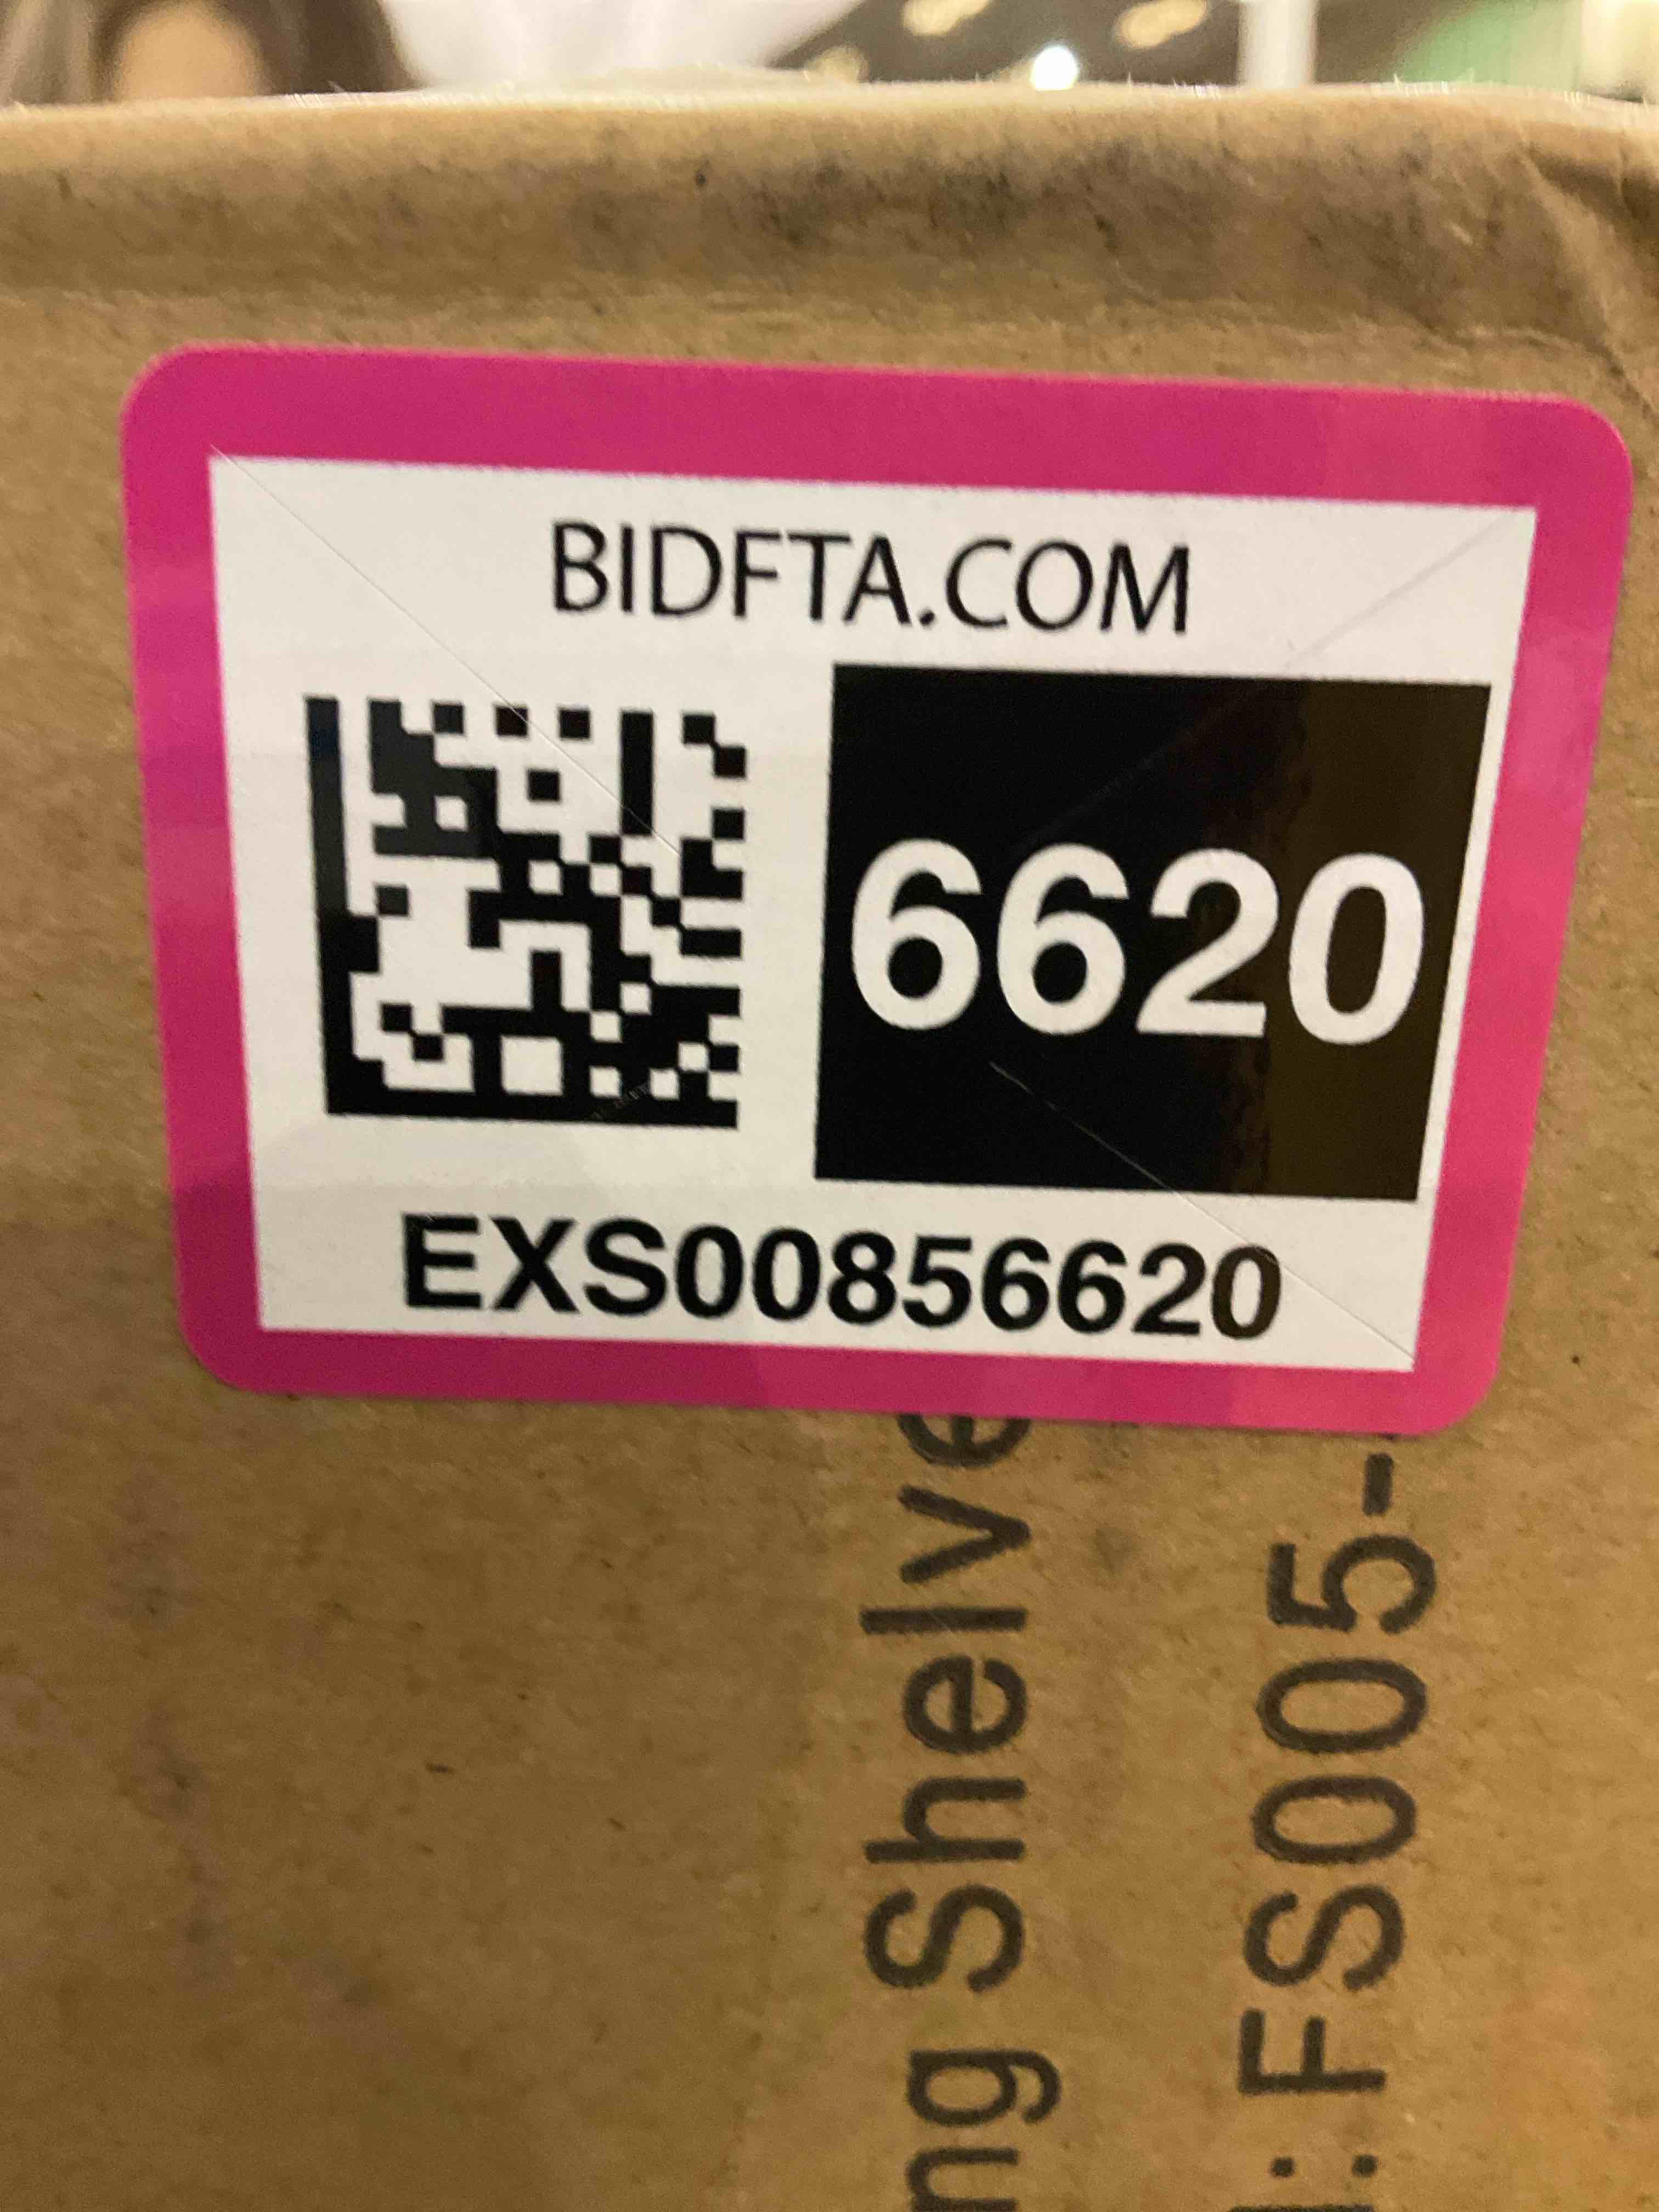 BIDFTA.COM
6620
EXS00856620
ng Shelve
: FS005-